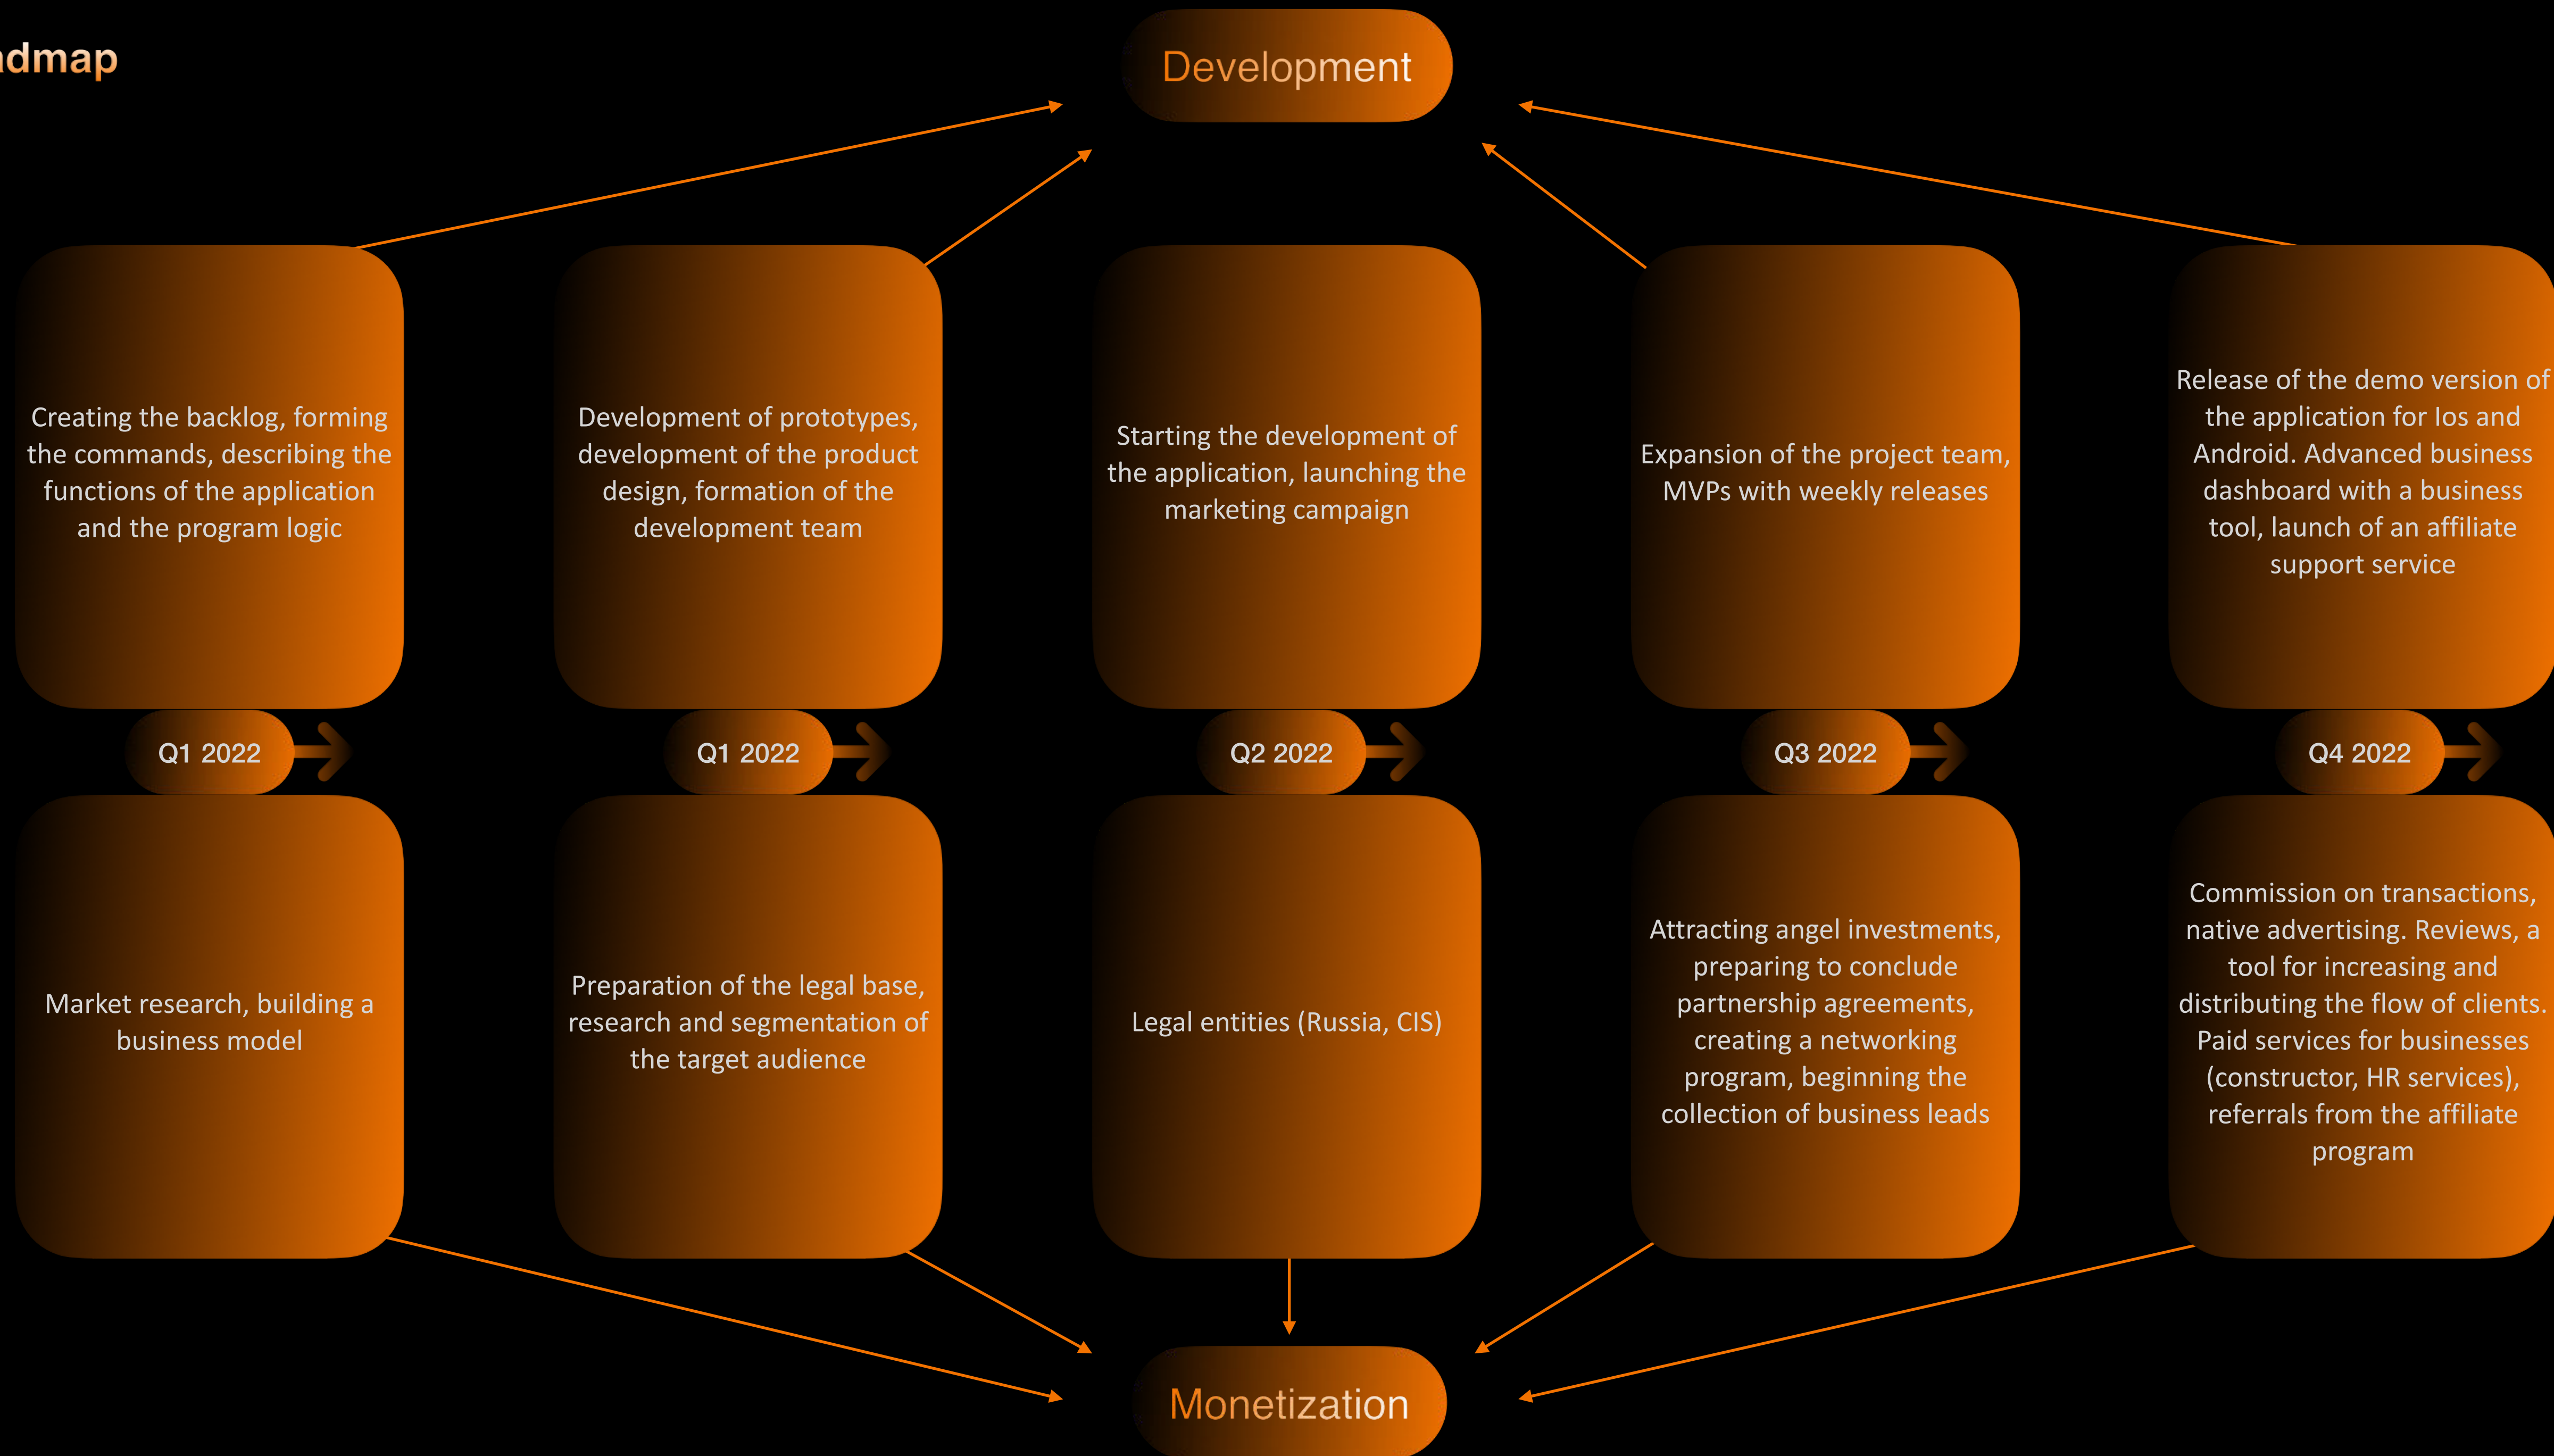 admap
Development
Creating the backlog, forming
the commands, describing the
functions of the application
and the program logic
Development of prototypes,
development of the product
design, formation of the
development team
Starting the development of
the application, launching the
marketing campaign
Expansion of the project team,
MVPs with weekly releases
Release of the demo version of
the application for Ios and
Android. Advanced business
dashboard with a business
tool, launch of an affiliate
support service
Q1 2022
Q1 2022
Q2 2022
Q3 2022
Q4 2022
Market research, building a
business model
Preparation of the legal base,
research and segmentation of
the target audience
Legal entities (Russia, CIS)
Attracting angel investments,
preparing to conclude
partnership agreements,
creating a networking
program, beginning the
collection of business leads
Commission on transactions,
native advertising. Reviews, a
tool for increasing and
distributing the flow of clients.
Paid services for businesses
(constructor, HR services),
referrals from the affiliate
program
Monetization